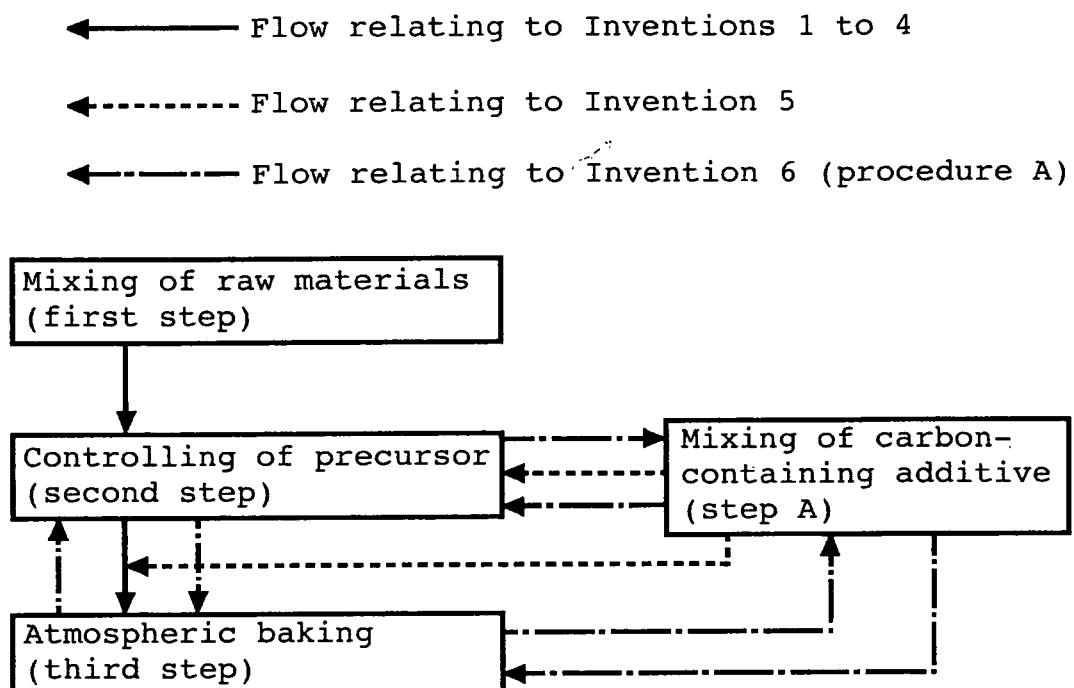 Flow relating to Inventions 1 to 4
Flow relating to Invention 5
Flow relating to Invention 6 (procedure A)
Mixing of raw materials
(first step)
Controlling of precursor
(second step)
Mixing of carbon-
containing additive
(step A)
Atmospheric baking
(third step)